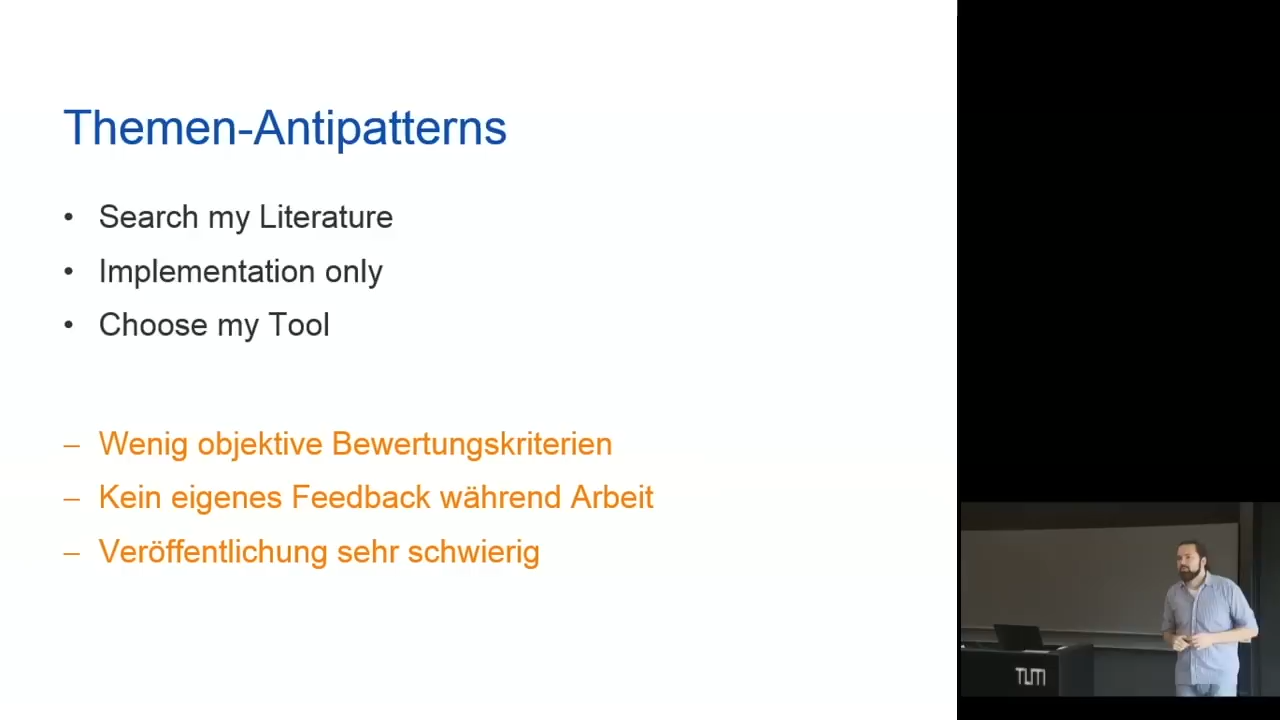 Themen-Antipatterns
• Search my Literature
• Implementation only
• Choose my Tool
– Wenig objektive Bewertungskriterien
– Kein eigenes Feedback während Arbeit
– Veröffentlichung sehr schwierig
TUM